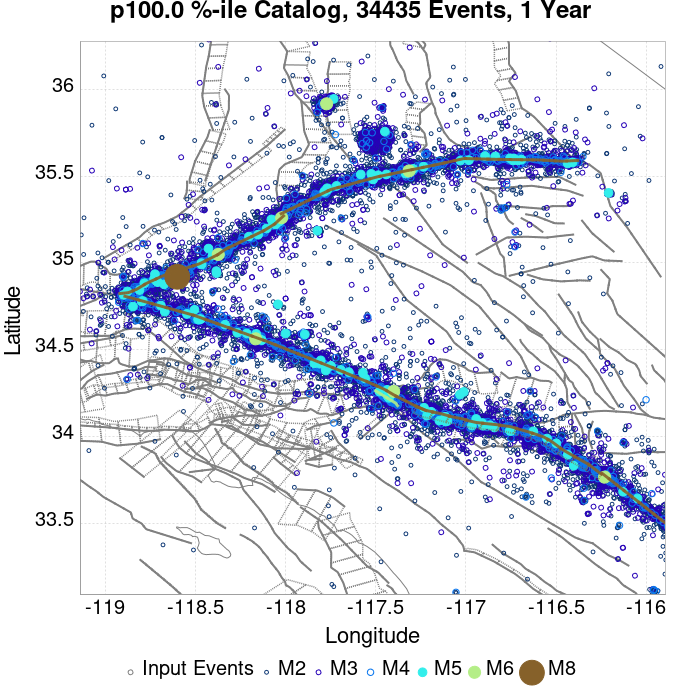 p100.0 %-ile Catalog, 34435 Events, 1 Year
36
35.5
35
34.5
34
33.5
Latitude
-119 -118.5 -118 -117.5 -117 -116.5 -116
Longitude
Input Events M2 M3 M4 M5 M6 M8